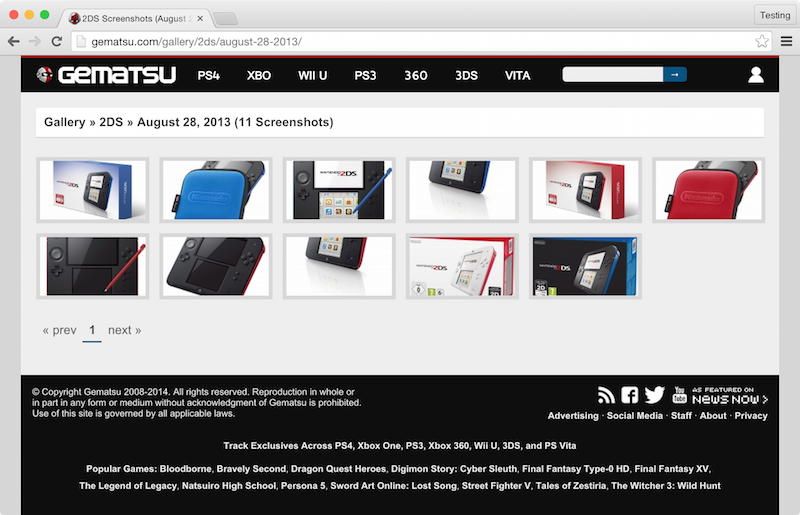 2DS Screenshots (August 2
Testing
gematsu.com/gallery/2ds/august-28-2013/
GEMATSU PS4 XBO WII U PS3 360 3DS VITA
Gallery » 2DS » August 28, 2013 (11 Screenshots)
NINTENDO 2DS
« prev 1 next »
© Copyright Gematsu 2008-2014. All rights reserved. Reproduction in whole or
in part in any form or medium without acknowledgment of Gematsu is prohibited.
Use of this site is governed by all applicable laws.
You Tube
AS FEATURED ON
NEWS NOW >
Advertising · Social Media · Staff · About · Privacy
Track Exclusives Across PS4, Xbox One, PS3, Xbox 360, Wii U, 3DS, and PS Vita
Popular Games: Bloodborne, Bravely Second, Dragon Quest Heroes, Digimon Story: Cyber Sleuth, Final Fantasy Type-0 HD, Final Fantasy XV,
The Legend of Legacy, Natsuiro High School, Persona 5, Sword Art Online: Lost Song, Street Fighter V, Tales of Zestiria, The Witcher 3: Wild Hunt